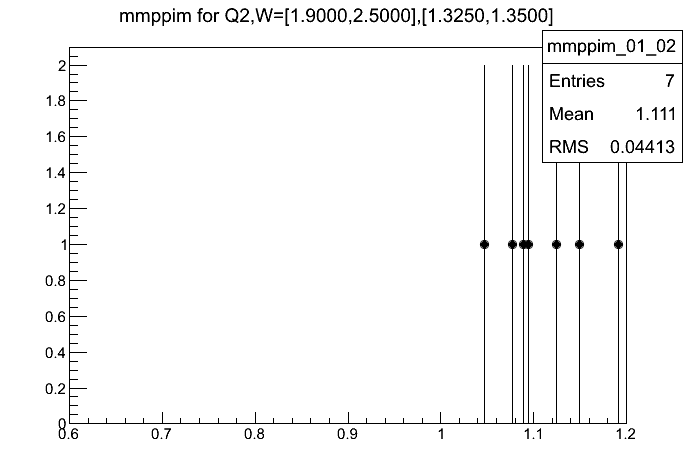 mmppim for Q2,W=[1.9000,2.5000],[1.3250,1.3500]
mmppim_01_02
Entries 7
Mean 1.111
RMS 0.04413
2
1.8
1.6
1.4
1.2
1
0.8
0.6
0.4
0.2
0
0.6 0.7 0.8 0.9 1 1.1 1.2